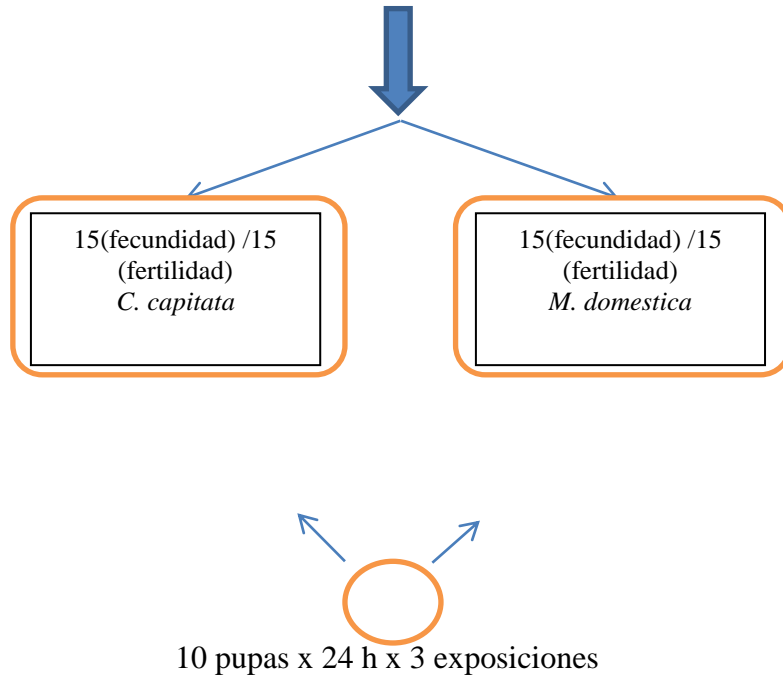 15(fecundidad) /15
(fertilidad)
C. capitata
15(fecundidad) /15
(fertilidad)
M. domestica
10 pupas x 24 h x 3 exposiciones